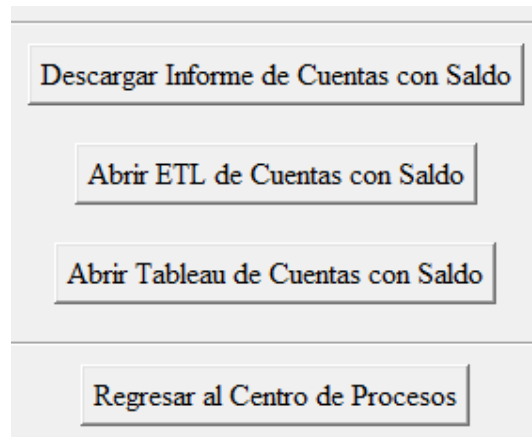 Descargar Informe de Cuentas con Saldo
Abrir ETL de Cuentas con Saldo
Abrir Tableau de Cuentas con Saldo
Regresar al Centro de Procesos